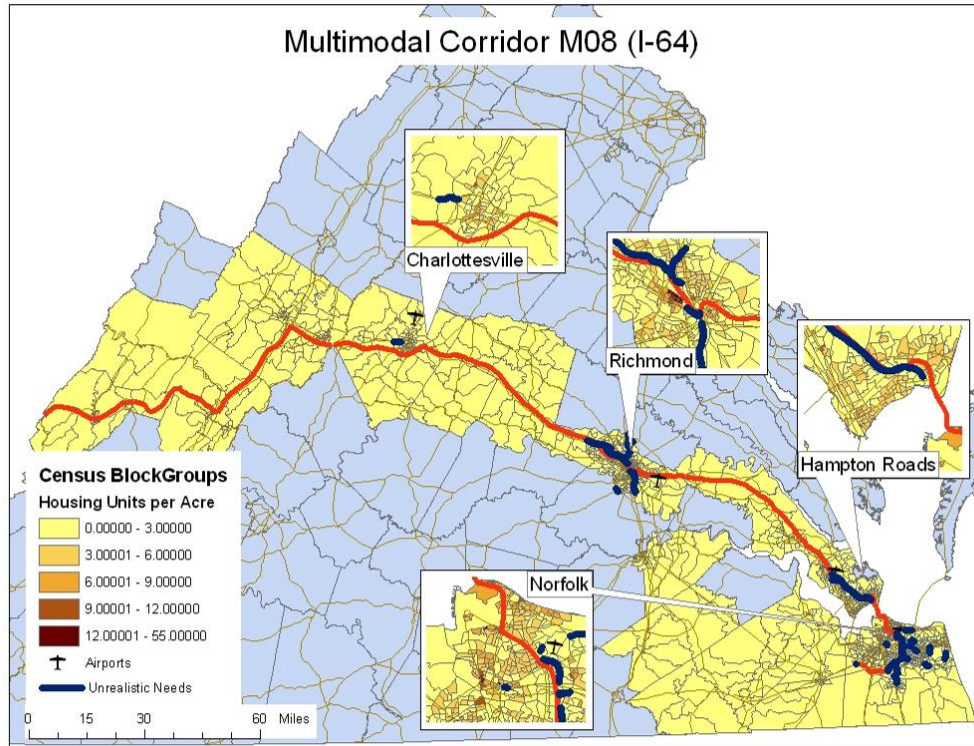 Multimodal Corridor M08 (I-64)
Charlottesville
Richmond
Hampton Roads
Norfolk
Census BlockGroups
Housing Units per Acre
0.00000 - 3.00000
3.00001 - 6.00000
6.00001 - 9.00000
9.00001 - 12.00000
12.00001 - 55.00000
Airports
Unrealistic Needs
0 15 30 60 Miles